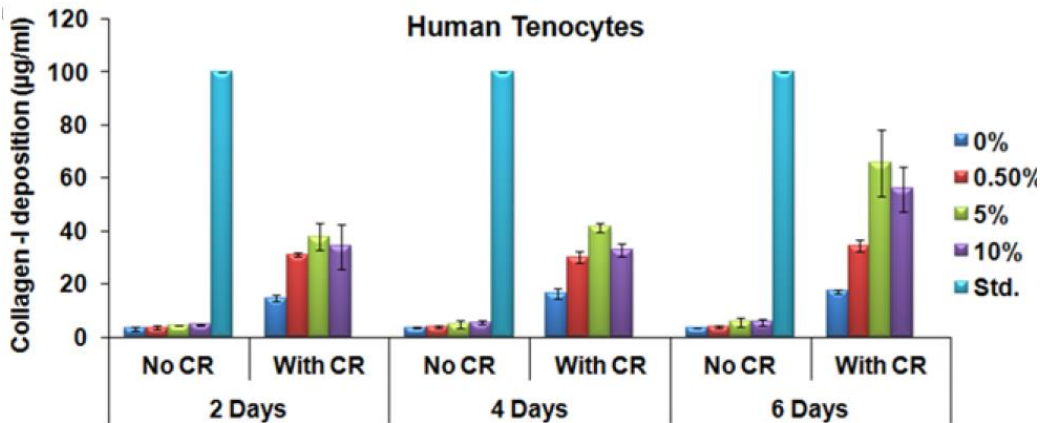 Human Tenocytes
Collagen -I deposition (µg/ml)
120
100
80
60
40
20
0
No CR With CR No CR With CR No CR With CR
2 Days 4 Days 6 Days
0%
0.50%
5%
10%
Std.